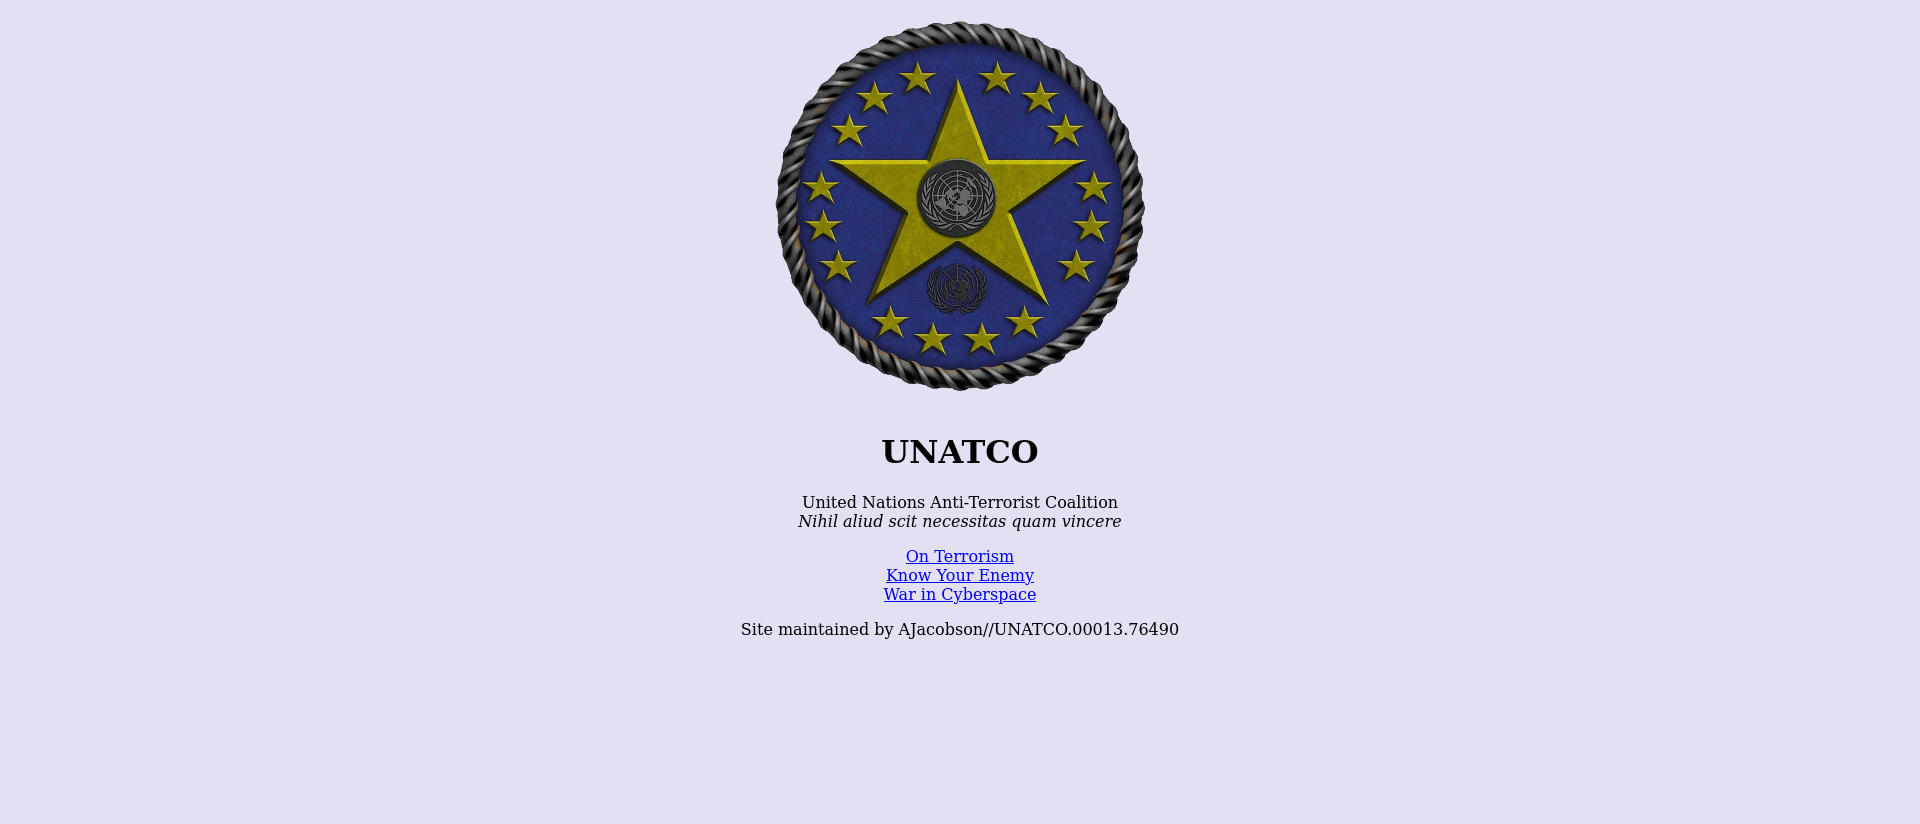 UNATCO
United Nations Anti-Terrorist Coalition
Nihil aliud scit necessitas quam vincere
On Terrorism
Know Your Enemy
War in Cyberspace
Site maintained by AJacobson//UNATCO.00013.76490